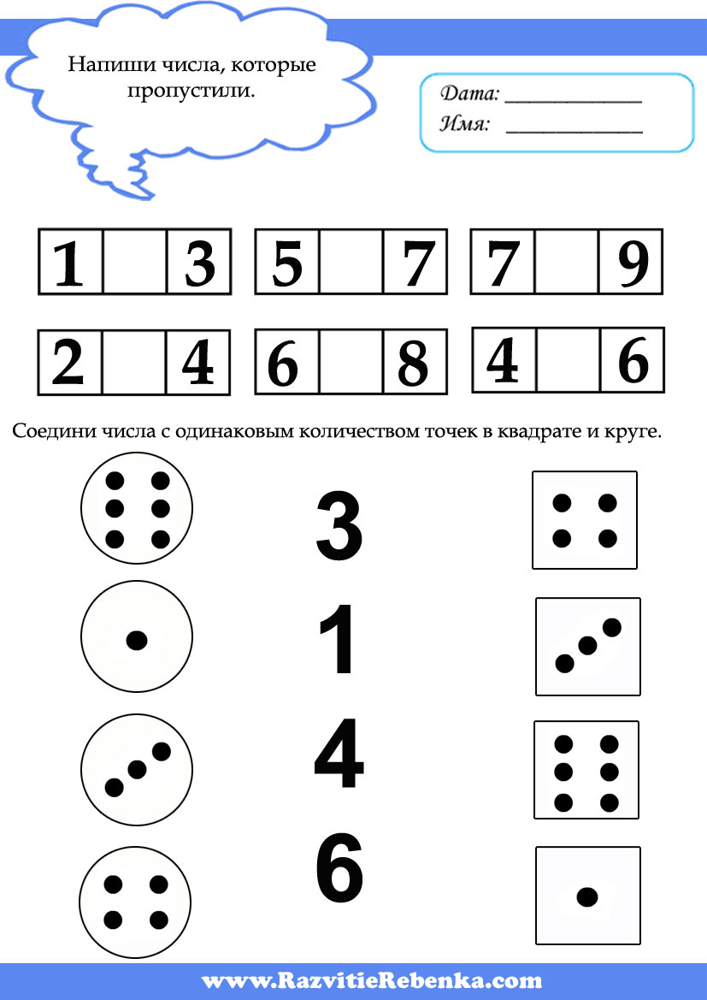 Напиши числа, которые
пропустили.
Дата: ____________
Имя: ____________
1 3 5 7 7 9
2 4 6 8 4 6
Соедини числа с одинаковым количеством точек в квадрате и круге.
3
1
4
6
www.RazvitieRebenka.com